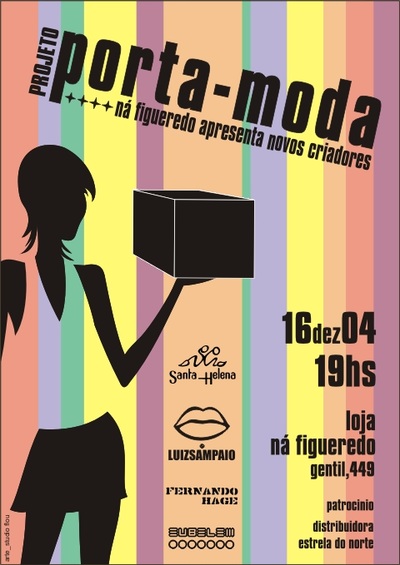 PROJETO
porta-moda
ná figueredo apresenta novos criadores
16dez04
19hs
Santa Helena
LUIZSAMPAIO
FERNANDO
HAGE
loja
ná figueredo
gentil,449
patrocínio
distribuidora
estrela do norte
arte_studio flou